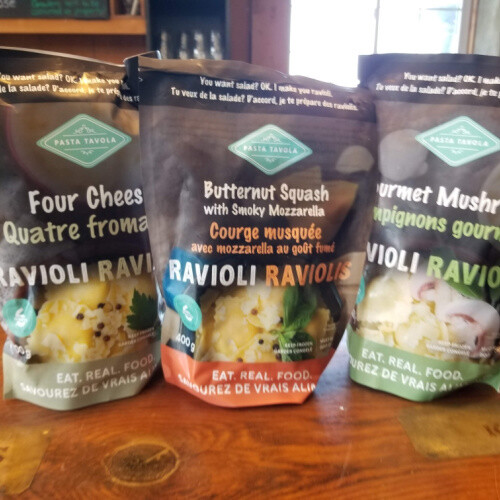 You want salad? OK, I make you ravioli.
de la salade? D'accord, je te prépare des
PASTA TAVOLA
Four Chees
Quatre froma
RAVIOLI RAVI
EAT. REAL. FOOD.
SAVOUREZ DE VRAIS ALI
You want salad? OK, I make you ravioli.
Tu veux de la salade? D'accord, je te prépare des raviolis.
PASTA TAVOLA
Butternut Squash
with Smoky Mozzarella
Courge musquée
avec mozzarella au goût fumé
RAVIOLI RAVIOLIS
400 g
KEEP FROZEN
GARDER CONGELÉ
EAT. REAL. FOOD.
SAVOUREZ DE VRAIS ALIM
You want salad? OK, I make you
Tu veux de la salade? D'accord, je te prépare des raviolis.
PASTA TAVOLA
ourmet Mushr
mpignons gourm
VIOLI RAVIO
EAT. REAL. FOOD.
OUREZ DE VRAIS ALI